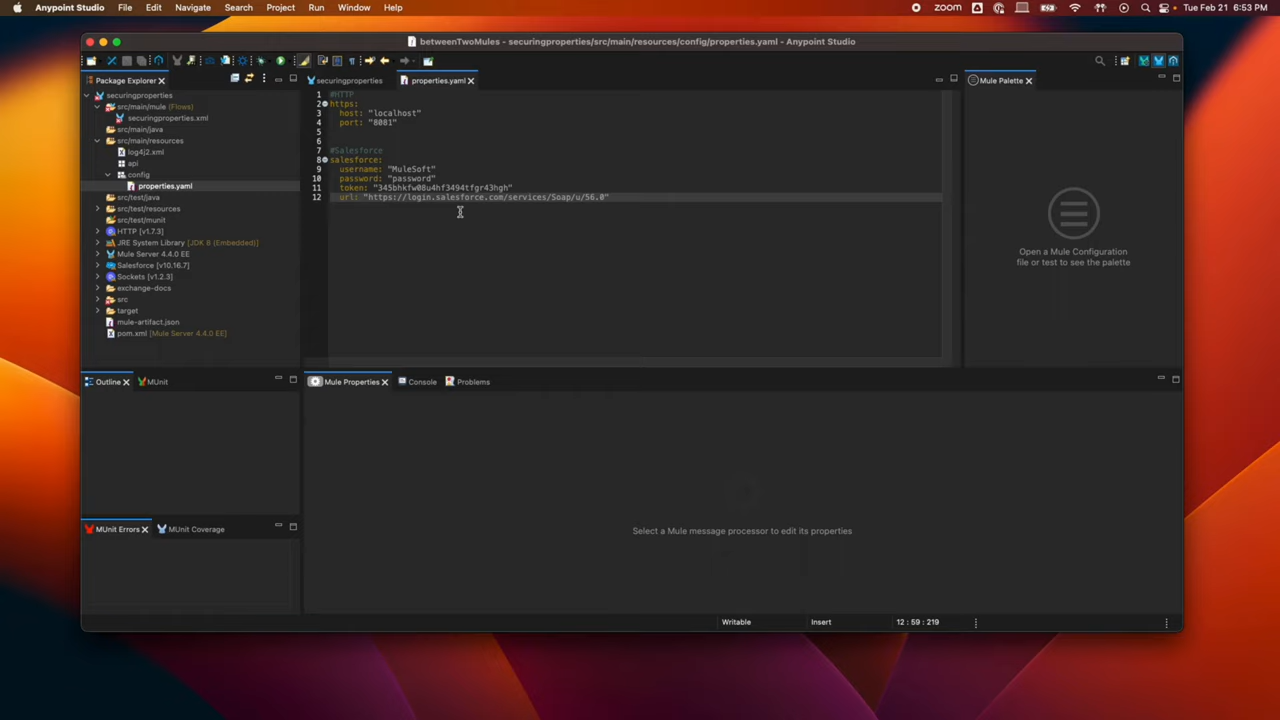 Anypoint Studio File Edit Navigate Search Project Run Window Help
zoom Tue Feb 21 6:53 PM
betweenTwoMules - securingproperties/src/main/resources/config/properties.yaml - Anypoint Studio
Package Explorer
securingproperties
src/main/mule (Flows)
securingproperties.xml
src/main/java
src/main/resources
log4j2.xml
api
config
properties.yaml
src/test/java
src/test/resources
src/test/munit
HTTP [v1.7.3]
JRE System Library [JDK 8 (Embedded)]
Mule Server 4.4.0 EE
Salesforce [v10.16.7]
Sockets [v1.2.3]
exchange-docs
src
target
mule-artifact.json
pom.xml [Mule Server 4.4.0 EE]
securingproperties properties.yaml
1 #HTTP
2 https:
3 host: "localhost"
4 port: "8081"
5
6
7 #Salesforce
8 salesforce:
9 username: "MuleSoft"
10 password: "password"
11 token: "345bhkfw08u4hf3494tfgr43hgh"
12 url: "https://login.salesforce.com/services/Soap/u/56.0"
Mule Palette
Open a Mule Configuration
file or test to see the palette
Outline MUnit
Mule Properties Console Problems
Select a Mule message processor to edit its properties
MUnit Errors MUnit Coverage
Writable Insert 12 : 59 : 219